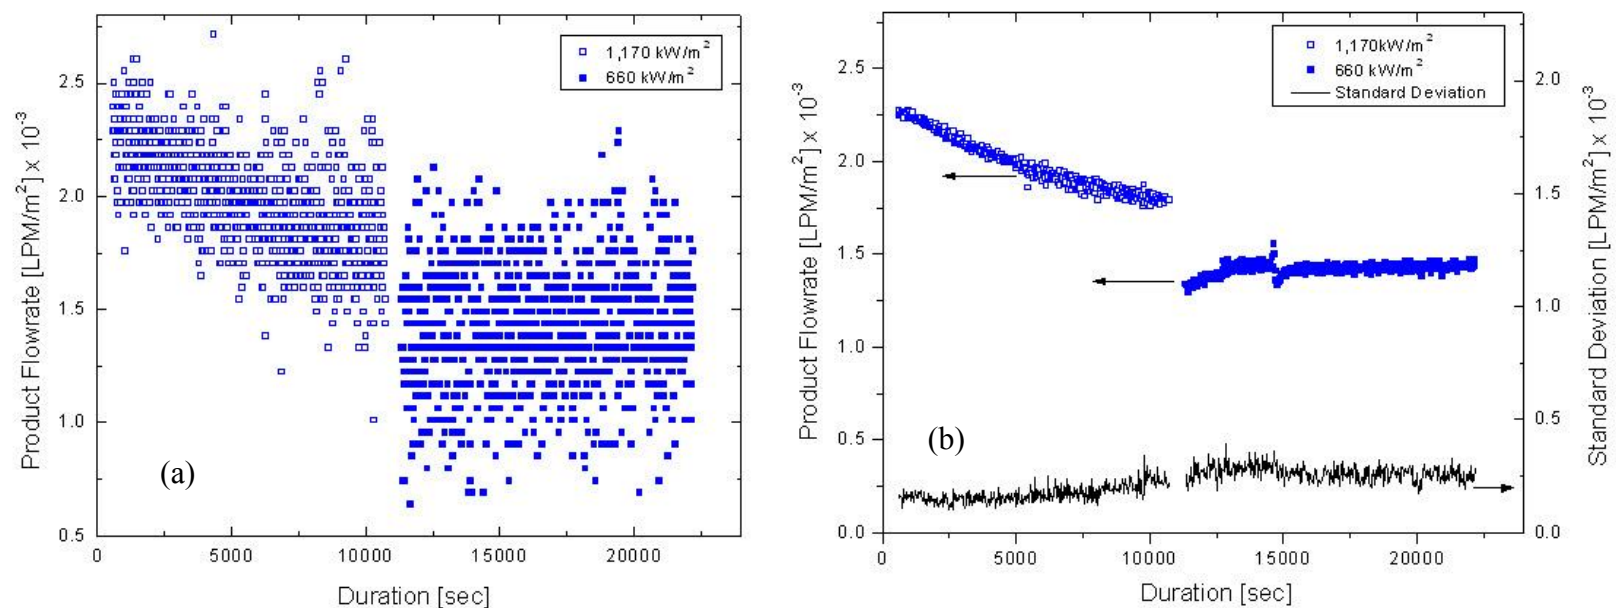 Product Flowrate [LPM/m²] x 10⁻³
2.5
2.0
1.5
1.0
0.5
0
5000
10000
15000
20000
Duration [sec]
1,170 kW/m²
660 kW/m²
(a)
Product Flowrate [LPM/m²] x 10⁻³
2.5
2.0
1.5
1.0
0.5
0.0
0
5000
10000
15000
20000
Duration [sec]
1,170kW/m²
660 kW/m²
Standard Deviation
(b)
2.0
1.5
1.0
0.5
0.0
Standard Deviation [LPM/m²] x 10⁻³